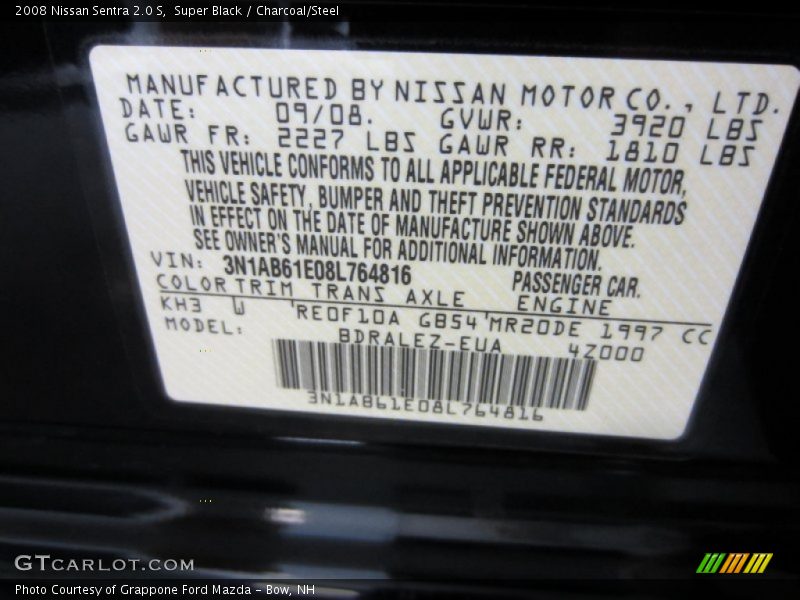 2008 Nissan Sentra 2.0 S,  Super Black / Charcoal/Steel
MANUFACTURED BY NISSAN MOTOR CO., LTD.
DATE: 09/08. GVWR: 3920 LBS
GAWR FR: 2227 LBS GAWR RR: 1810 LBS
THIS VEHICLE CONFORMS TO ALL APPLICABLE FEDERAL MOTOR,
VEHICLE SAFETY, BUMPER AND THEFT PREVENTION STANDARDS
IN EFFECT ON THE DATE OF MANUFACTURE SHOWN ABOVE.
SEE OWNER'S MANUAL FOR ADDITIONAL INFORMATION.
VIN: 3N1AB61E08L764816 PASSENGER CAR.
COLOR TRIM TRANS AXLE ENGINE
KH3 W 'RE0F10A GB54'MR20DE 1997 CC
MODEL: BDRALEZ-EUA 4Z000
3N1AB61E08L764816
GTCARLOT.COM
Photo Courtesy of Grappone Ford Mazda - Bow, NH